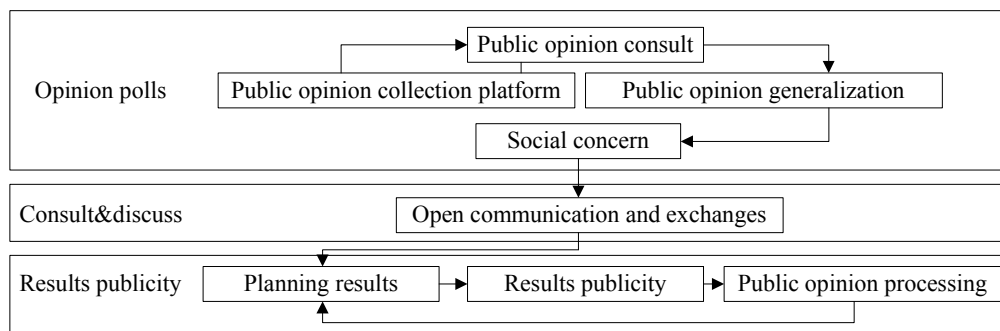 Public opinion consult
Opinion polls
Public opinion collection platform
Public opinion generalization
Social concern
Consult&discuss
Open communication and exchanges
Results publicity
Planning results
Results publicity
Public opinion processing